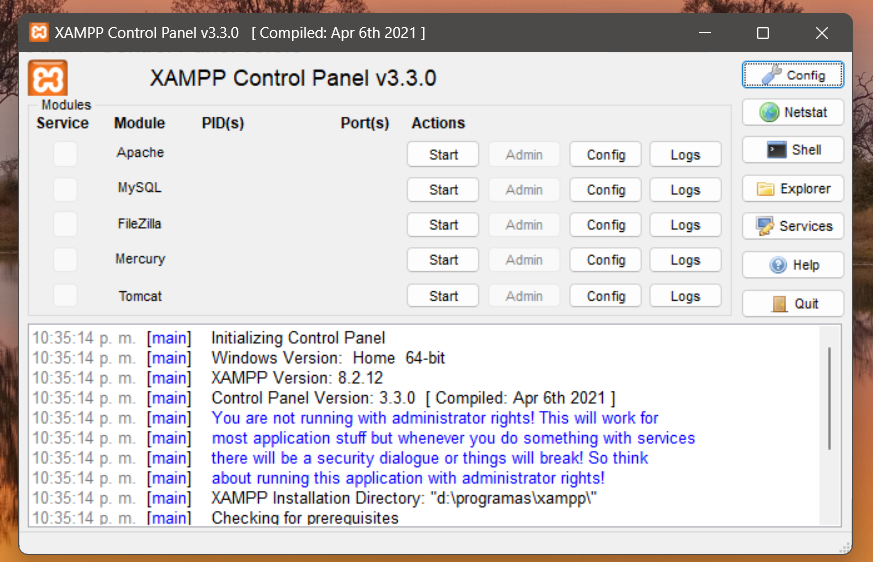 XAMPP Control Panel v3.3.0 [ Compiled: Apr 6th 2021 ]
XAMPP Control Panel v3.3.0
Config
Modules
Service Module PID(s) Port(s) Actions
Netstat
Apache Start Admin Config Logs
Shell
MySQL Start Admin Config Logs
Explorer
FileZilla Start Admin Config Logs
Services
Mercury Start Admin Config Logs
Help
Tomcat Start Admin Config Logs
Quit
10:35:14 p. m. [main] Initializing Control Panel
10:35:14 p. m. [main] Windows Version: Home 64-bit
10:35:14 p. m. [main] XAMPP Version: 8.2.12
10:35:14 p. m. [main] Control Panel Version: 3.3.0 [ Compiled: Apr 6th 2021 ]
10:35:14 p. m. [main] You are not running with administrator rights! This will work for
10:35:14 p. m. [main] most application stuff but whenever you do something with services
10:35:14 p. m. [main] there will be a security dialogue or things will break! So think
10:35:14 p. m. [main] about running this application with administrator rights!
10:35:14 p. m. [main] XAMPP Installation Directory: "d:\programas\xampp\"
10:35:14 p. m. [main] Checking for prerequisites